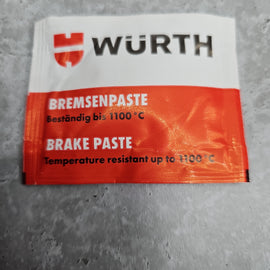 WÜRTH
BREMSENPASTE
Beständig bis 1100 °C
BRAKE PASTE
Temperature resistant up to 1100 °C